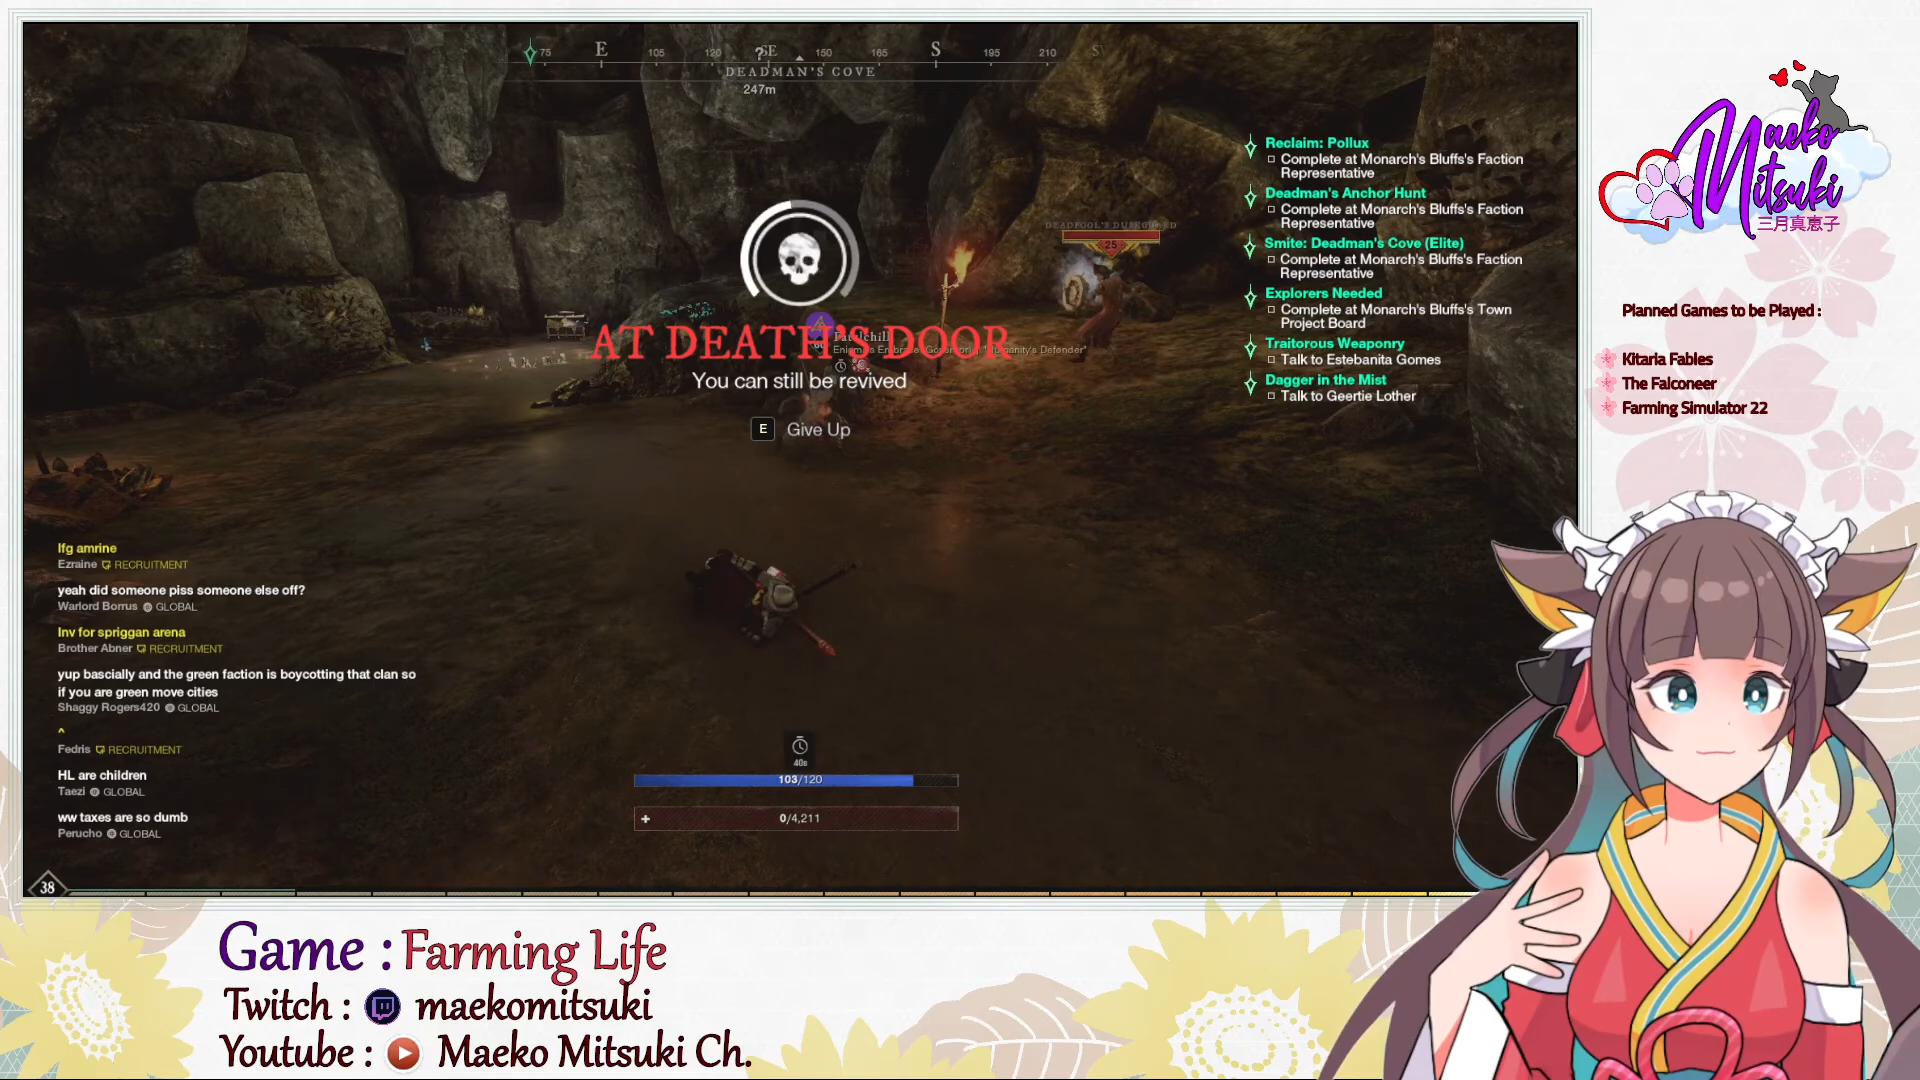 75 E 105 120 ? SE 150 165 S 195 210 S
DEADMAN'S COVE
247m
DEADFOOL'S DUSKGUARD
25
AT DEATH'S DOOR
You can still be revived
E Give Up
Reclaim: Pollux
Complete at Monarch's Bluffs's Faction
Representative
Deadman's Anchor Hunt
Complete at Monarch's Bluffs's Faction
Representative
Smite: Deadman's Cove (Elite)
Complete at Monarch's Bluffs's Faction
Representative
Explorers Needed
Complete at Monarch's Bluffs's Town
Project Board
Traitorous Weaponry
Talk to Estebanita Gomes
Dagger in the Mist
Talk to Geertie Lother
lfg amrine
Ezraine RECRUITMENT
yeah did someone piss someone else off?
Warlord Borrus GLOBAL
Inv for spriggan arena
Brother Abner RECRUITMENT
yup bascially and the green faction is boycotting that clan so
if you are green move cities
Shaggy Rogers420 GLOBAL
^
Fedris RECRUITMENT
HL are children
Taezi GLOBAL
ww taxes are so dumb
Perucho GLOBAL
40s
103/120
+ 0/4,211
38
Maeko
Mitsuki
三月真恵子
Planned Games to be Played :
Kitaria Fables
The Falconeer
Farming Simulator 22
Game : Farming Life
Twitch : maekomitsuki
Youtube : Maeko Mitsuki Ch.